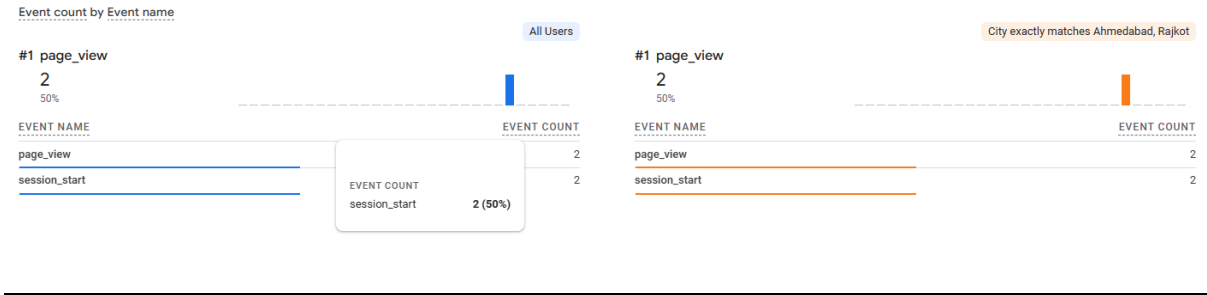 Event count by Event name
All Users
#1 page_view
2
50%
EVENT NAME EVENT COUNT
page_view 2
session_start 2
EVENT COUNT
session_start 2 (50%)
City exactly matches Ahmedabad, Rajkot
#1 page_view
2
50%
EVENT NAME EVENT COUNT
page_view 2
session_start 2